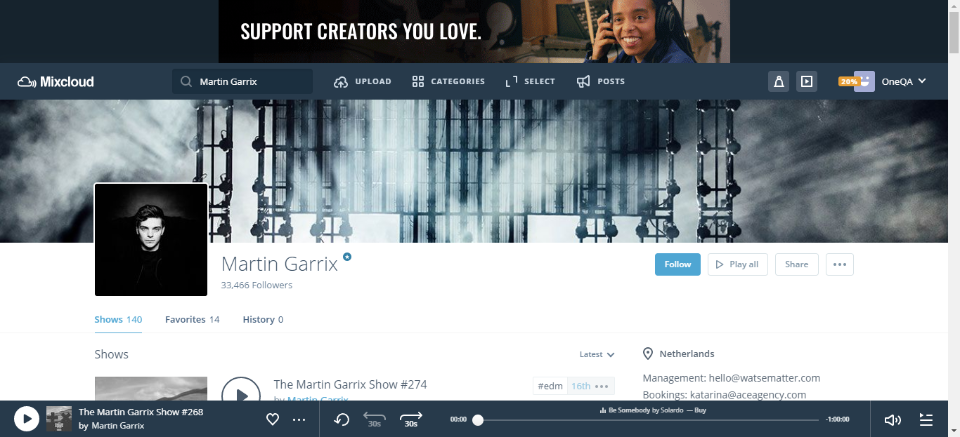 SUPPORT CREATORS YOU LOVE.
Mixcloud
Martin Garrix
UPLOAD
CATEGORIES
SELECT
POSTS
20%
OneQA
Martin Garrix
33,466 Followers
Follow
Play all
Share
Shows 140
Favorites 14
History 0
Shows
Latest
Netherlands
Management: hello@watsematter.com
Bookings: katarina@aceagency.com
The Martin Garrix Show #274
#edm
16th
by Martin Garrix
The Martin Garrix Show #268
by Martin Garrix
30s
30s
00:00
Be Somebody by Solardo — Buy
-1:00:00